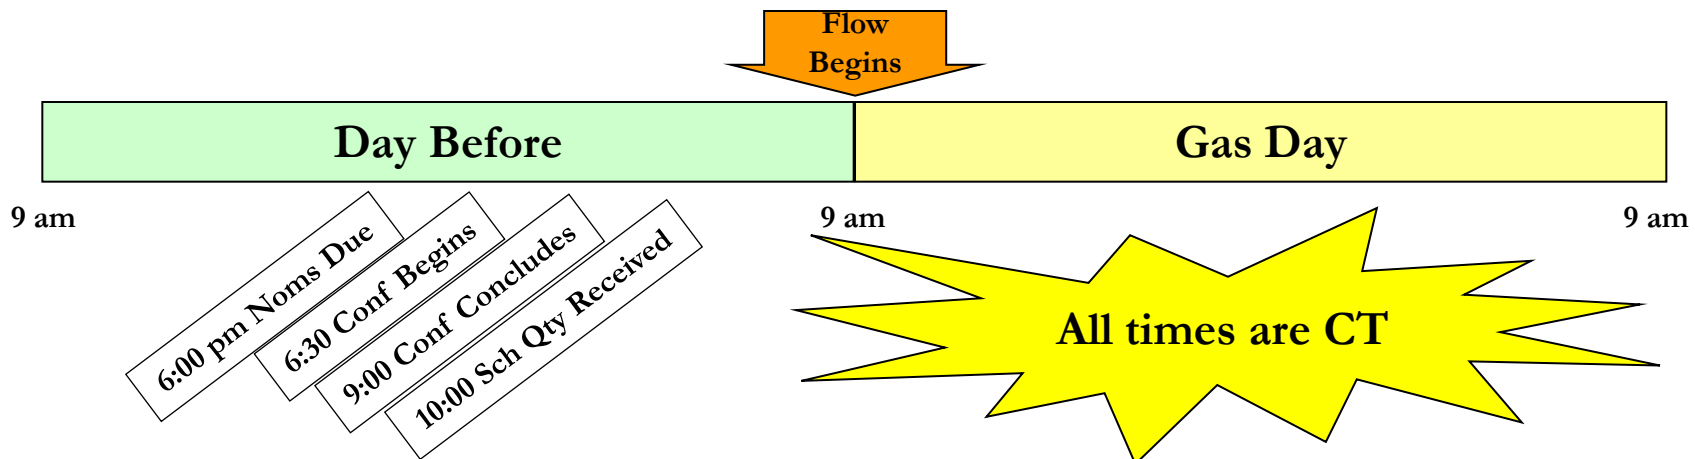 Flow
Begins
Day Before
Gas Day
9 am
9 am
9 am
6:00 pm Noms Due
6:30 Conf Begins
9:00 Conf Concludes
10:00 Sch Qty Received
All times are CT